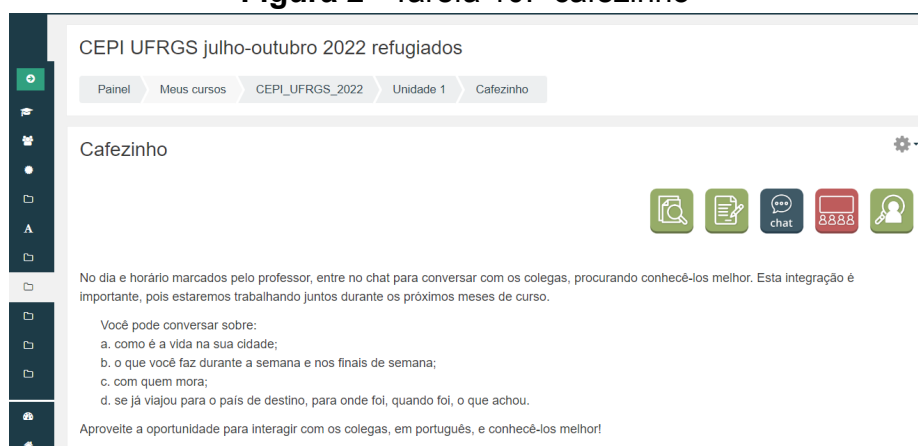 Figura 2 - Tarefa 10: cafezinho
CEPI UFRGS julho-outubro 2022 refugiados
Painel Meus cursos CEPI_UFRGS_2022 Unidade 1 Cafezinho
Cafezinho
chat
No dia e horário marcados pelo professor, entre no chat para conversar com os colegas, procurando conhecê-los melhor. Esta integração é
importante, pois estaremos trabalhando juntos durante os próximos meses de curso.
Você pode conversar sobre:
a. como é a vida na sua cidade;
b. o que você faz durante a semana e nos finais de semana;
c. com quem mora;
d. se já viajou para o país de destino, para onde foi, quando foi, o que achou.
Aproveite a oportunidade para interagir com os colegas, em português, e conhecê-los melhor!
A